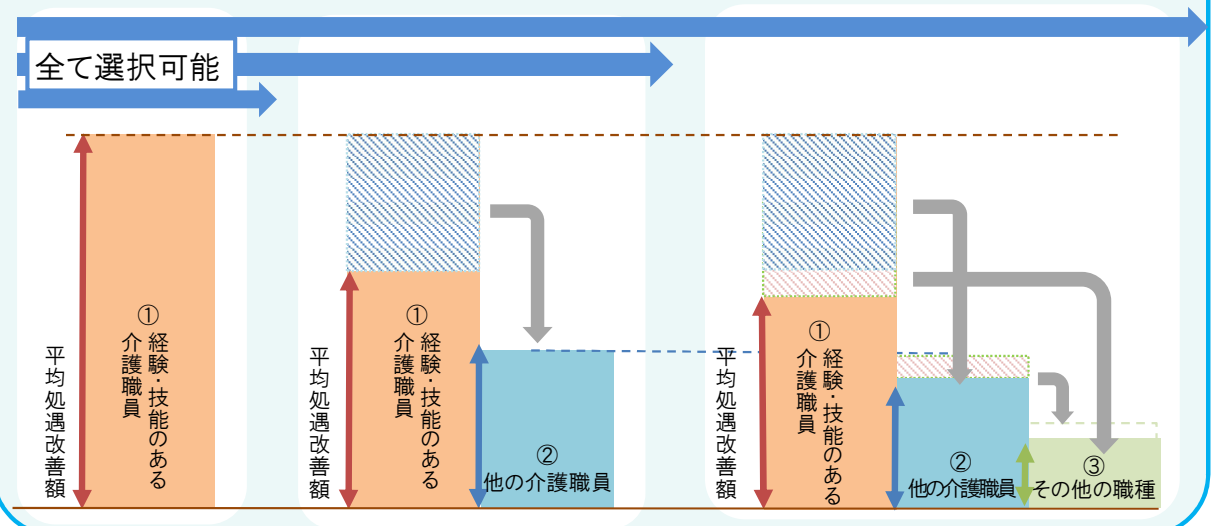 全て選択可能
平均処遇改善額
①
経験・技能のある
介護職員
平均処遇改善額
①
経験・技能のある
介護職員
②
他の介護職員
平均処遇改善額
①
経験・技能のある
介護職員
②
他の介護職員
③
その他の職種